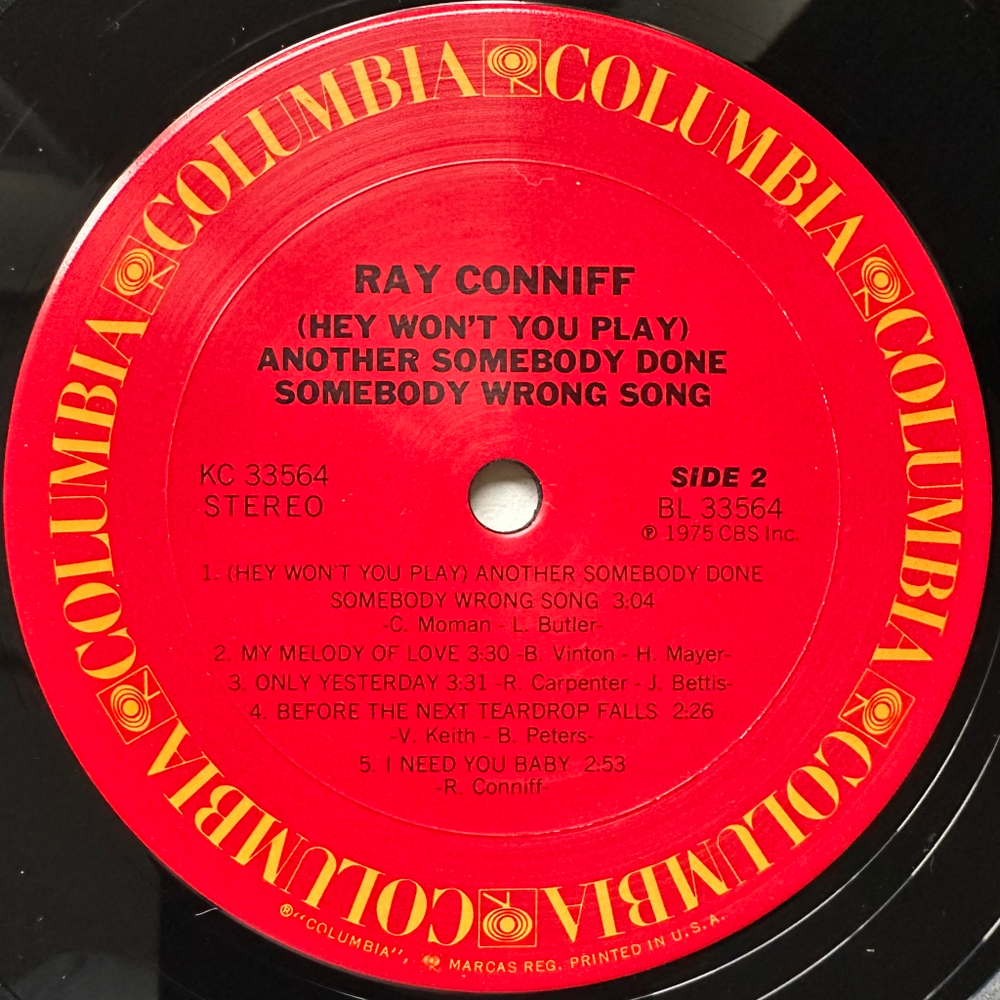 COLUMBIA COLUMBIA COLUMBIA COLUMBIA COLUMBIA COLUMBIA
RAY CONNIFF
(HEY WON'T YOU PLAY)
ANOTHER SOMEBODY DONE
SOMEBODY WRONG SONG
KC 33564
STEREO
SIDE 2
BL 33564
℗ 1975 CBS Inc.
1. (HEY WON'T YOU PLAY) ANOTHER SOMEBODY DONE
SOMEBODY WRONG SONG 3:04
-C. Moman - L. Butler-
2. MY MELODY OF LOVE 3:30 -B. Vinton - H. Mayer-
3. ONLY YESTERDAY 3:31 -R. Carpenter - J. Bettis-
4. BEFORE THE NEXT TEARDROP FALLS 2:26
-V. Keith - B. Peters-
5. I NEED YOU BABY 2:53
-R. Conniff-
®"COLUMBIA", MARCAS REG. PRINTED IN U.S.A.